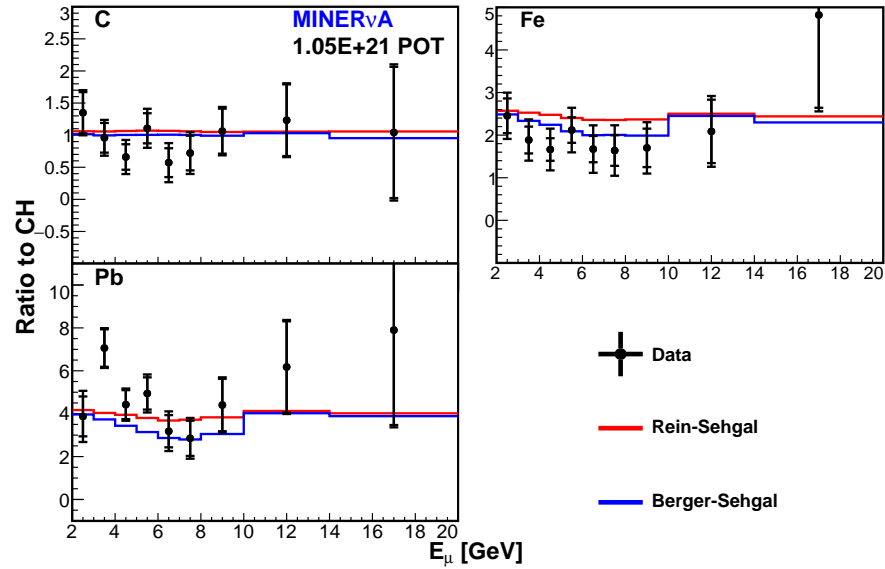 C
MINERνA
1.05E+21 POT
3
2.5
2
1.5
1
0.5
0
−0.5
Fe
5
4
3
2
1
0
2 4 6 8 10 12 14 16 18 20
Ratio to CH
Pb
10
8
6
4
2
0
2 4 6 8 10 12 14 16 18 20
Eμ [GeV]
Data
Rein-Sehgal
Berger-Sehgal